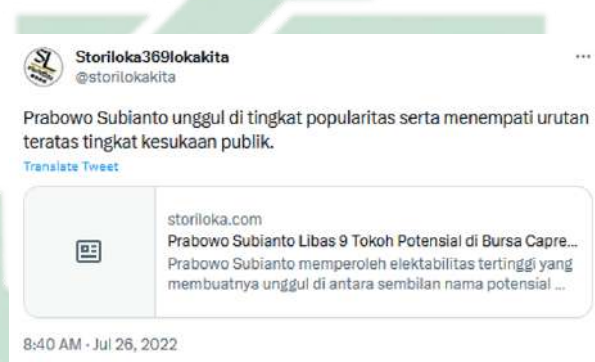 Storiloka369lokakita
@storilokakita
Prabowo Subianto unggul di tingkat popularitas serta menempati urutan
teratas tingkat kesukaan publik.
Translate Tweet
storiloka.com
Prabowo Subianto Libas 9 Tokoh Potensial di Bursa Capre...
Prabowo Subianto memperoleh elektabilitas tertinggi yang
membuatnya unggul di antara sembilan nama potensial ...
8:40 AM · Jul 26, 2022